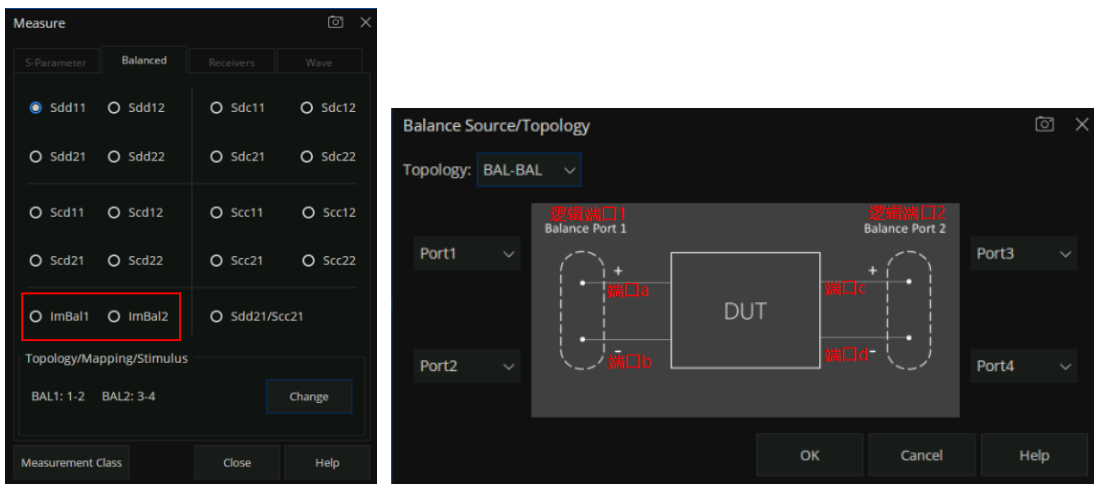 Measure
S-Parameter Balanced Receivers Wave
Sdd11 Sdd12 Sdc11 Sdc12
Sdd21 Sdd22 Sdc21 Sdc22
Scd11 Scd12 Scc11 Scc12
Scd21 Scd22 Scc21 Scc22
ImBal1 ImBal2 Sdd21/Scc21
Topology/Mapping/Stimulus
BAL1: 1-2 BAL2: 3-4 Change
Measurement Class Close Help
Balance Source/Topology
Topology: BAL-BAL
逻辑端口1 逻辑端口2
Balance Port 1 Balance Port 2
Port1 Port3
+ +
端口a 端口c
DUT
- -
端口b 端口d
Port2 Port4
OK Cancel Help